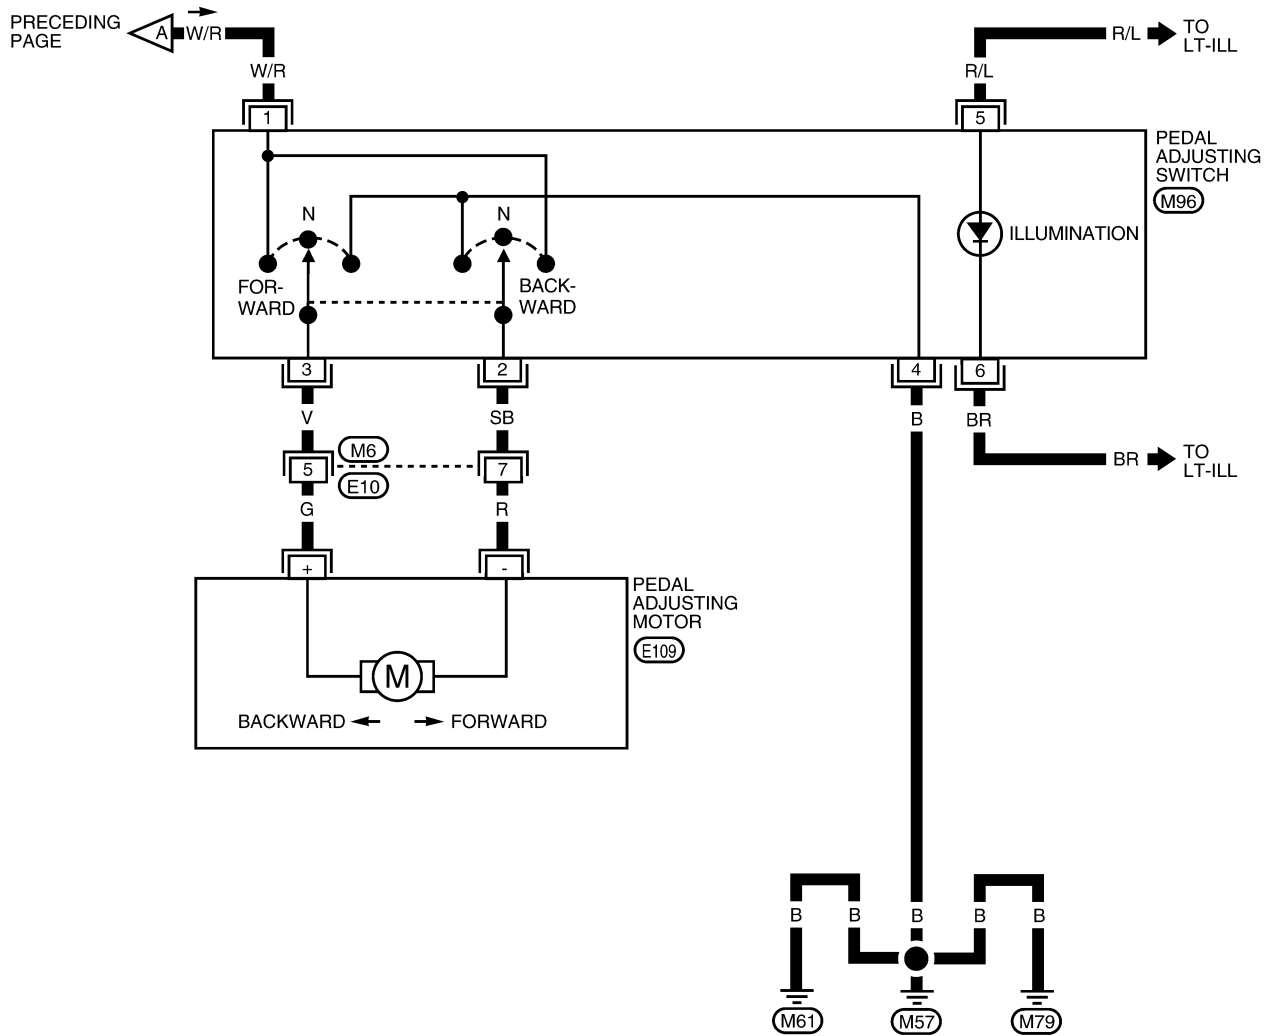 PRECEDING
PAGE
A
W/R
W/R
1
R/L
TO
LT-ILL
R/L
5
PEDAL
ADJUSTING
SWITCH
M96
N
N
ILLUMINATION
FOR-
WARD
BACK-
WARD
3
2
4
6
V
SB
B
BR
M6
5
7
E10
BR
TO
LT-ILL
G
R
+
-
PEDAL
ADJUSTING
MOTOR
E109
M
BACKWARD
FORWARD
B
B
B
B
B
M61
M57
M79